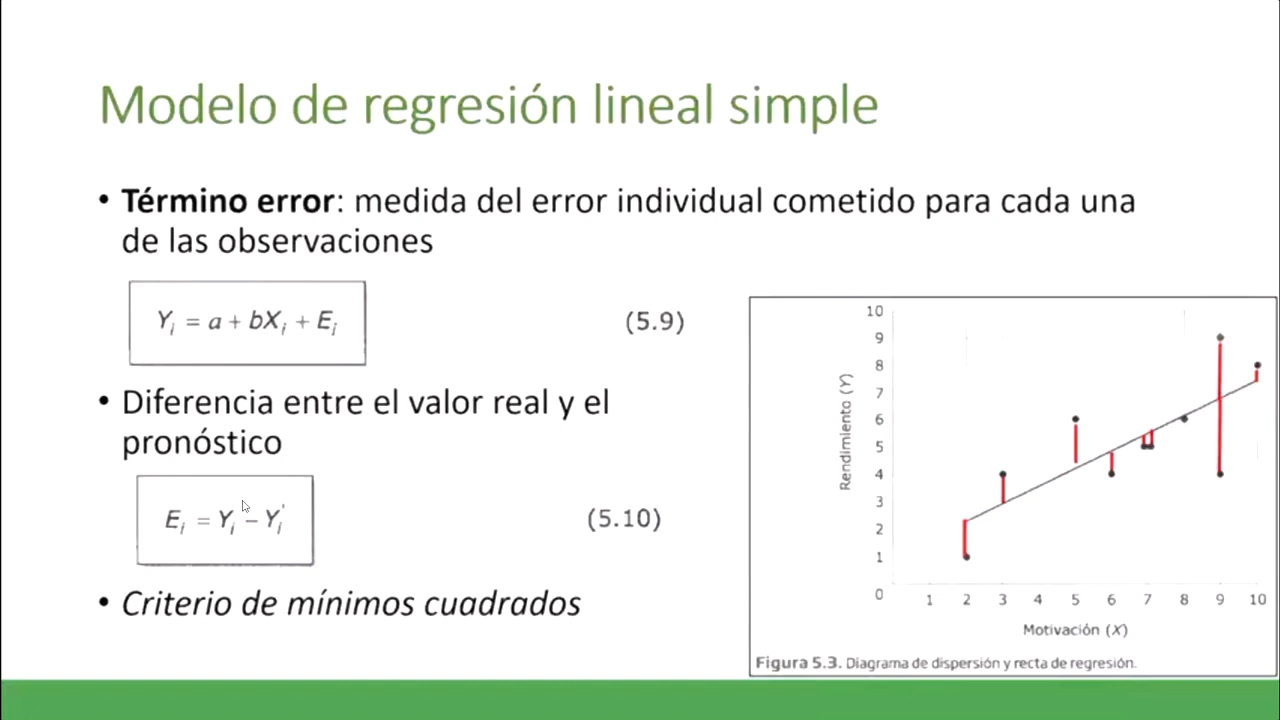 Modelo de regresión lineal simple
• Término error: medida del error individual cometido para cada una
de las observaciones
Yᵢ = a + bXᵢ + Eᵢ (5.9)
• Diferencia entre el valor real y el
pronóstico
Eᵢ = Yᵢ − Yᵢ' (5.10)
• Criterio de mínimos cuadrados
Rendimiento (Y)
10
9
8
7
6
5
4
3
2
1
0
1 2 3 4 5 6 7 8 9 10
Motivación (X)
Figura 5.3. Diagrama de dispersión y recta de regresión.